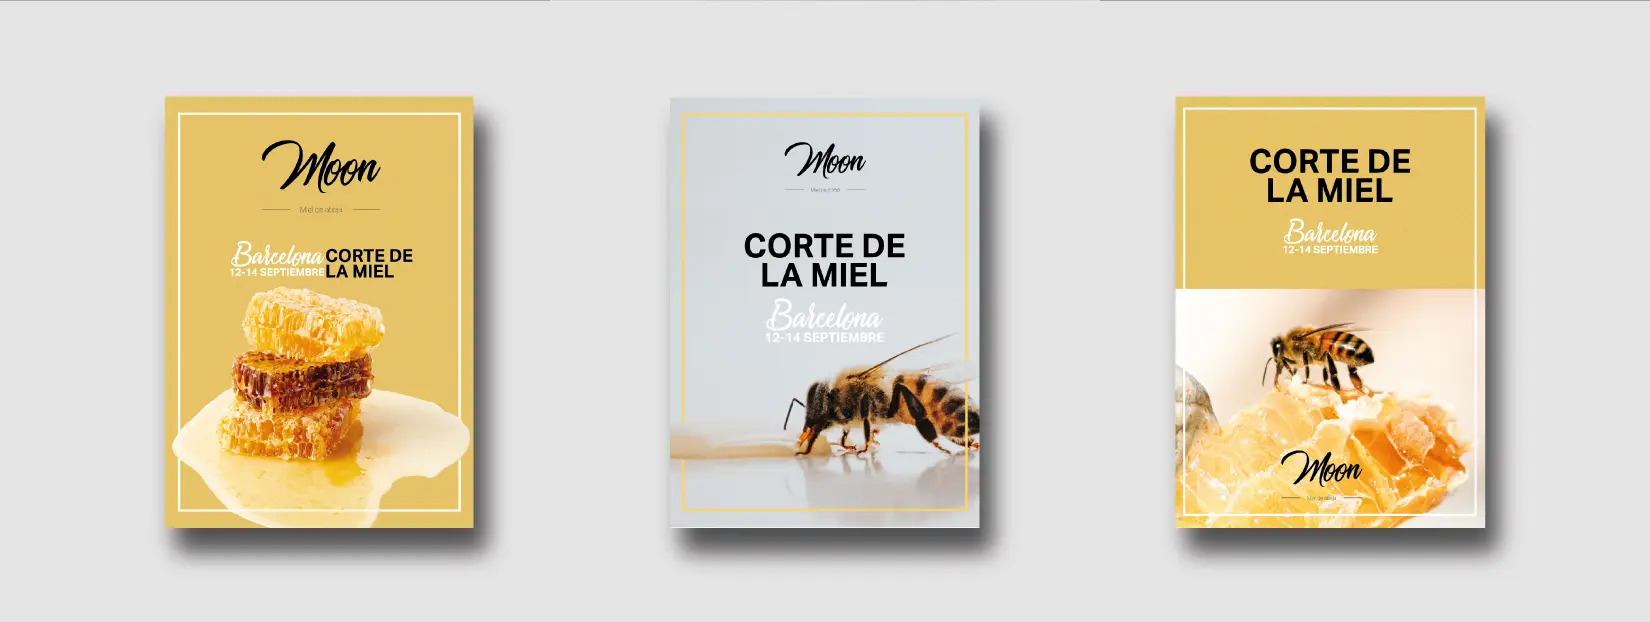 Moon
Miel de abeja
Barcelona
12-14 SEPTIEMBRE
CORTE DE
LA MIEL
Moon
Miel de abeja
CORTE DE
LA MIEL
Barcelona
12-14 SEPTIEMBRE
CORTE DE
LA MIEL
Barcelona
12-14 SEPTIEMBRE
Moon
Miel de abeja